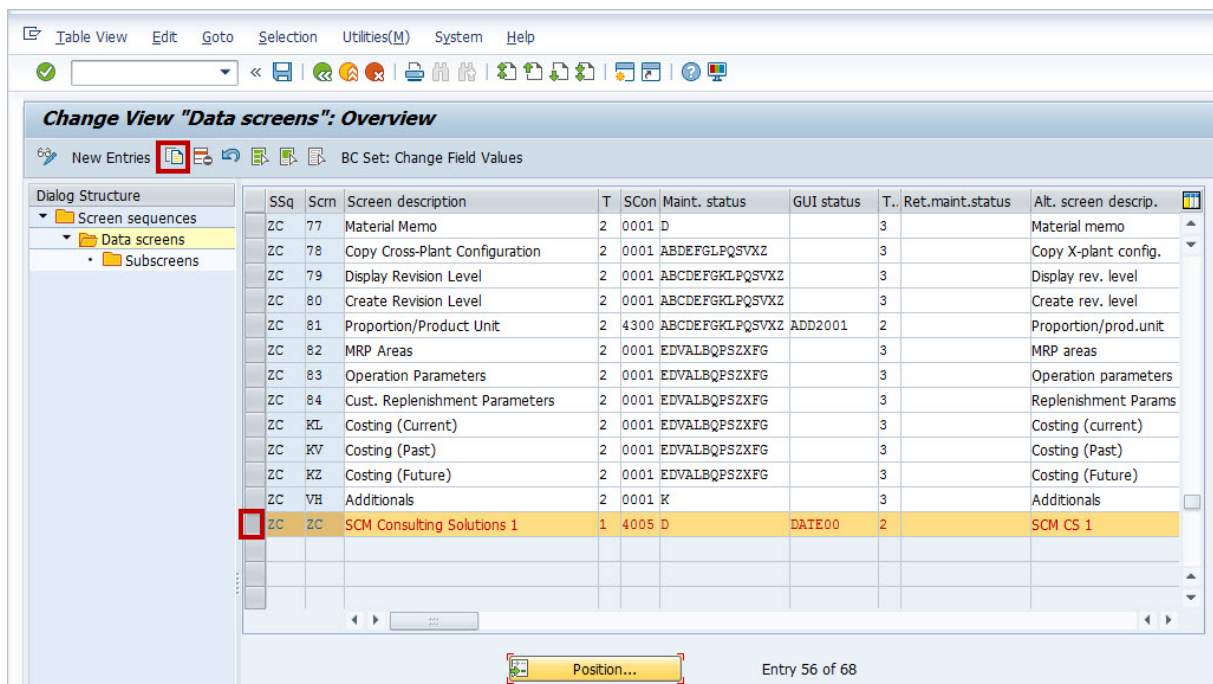 Table View Edit Goto Selection Utilities(M) System Help
Change View "Data screens": Overview
New Entries BC Set: Change Field Values
Dialog Structure
Screen sequences
Data screens
Subscreens
SSq Scrn Screen description T SCon Maint. status GUI status T.. Ret.maint.status Alt. screen descrip.
ZC 77 Material Memo 2 0001 D 3 Material memo
ZC 78 Copy Cross-Plant Configuration 2 0001 ABDEFGLPQSVXZ 3 Copy X-plant config.
ZC 79 Display Revision Level 2 0001 ABCDEFGKLPQSVXZ 3 Display rev. level
ZC 80 Create Revision Level 2 0001 ABCDEFGKLPQSVXZ 3 Create rev. level
ZC 81 Proportion/Product Unit 2 4300 ABCDEFGKLPQSVXZ ADD2001 2 Proportion/prod.unit
ZC 82 MRP Areas 2 0001 EDVALBQPSZXFG 3 MRP areas
ZC 83 Operation Parameters 2 0001 EDVALBQPSZXFG 3 Operation parameters
ZC 84 Cust. Replenishment Parameters 2 0001 EDVALBQPSZXFG 3 Replenishment Params
ZC KL Costing (Current) 2 0001 EDVALBQPSZXFG 3 Costing (current)
ZC KV Costing (Past) 2 0001 EDVALBQPSZXFG 3 Costing (Past)
ZC KZ Costing (Future) 2 0001 EDVALBQPSZXFG 3 Costing (Future)
ZC VH Additionals 2 0001 K 3 Additionals
ZC ZC SCM Consulting Solutions 1 1 4005 D DATE00 2 SCM CS 1
Position... Entry 56 of 68